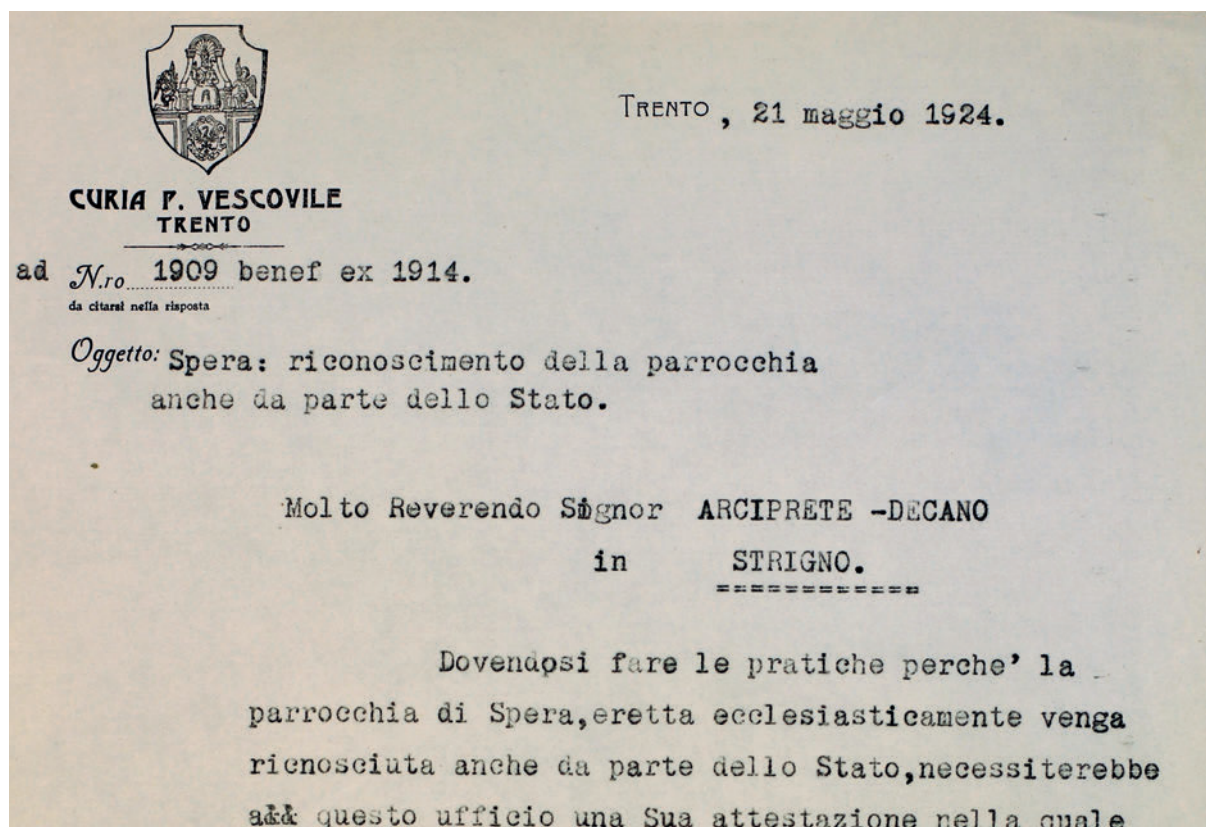 TRENTO, 21 maggio 1924.
CURIA P. VESCOVILE
TRENTO
ad N.ro 1909 benef ex 1914.
da citarsi nella risposta
Oggetto: Spera: riconoscimento della parrocchia
anche da parte dello Stato.
Molto Reverendo Signor ARCIPRETE -DECANO
in STRIGNO.
Dovendosi fare le pratiche perche' la
parrocchia di Spera,eretta ecclesiasticamente venga
ricnosciuta anche da parte dello Stato,necessiterebbe
a questo ufficio una Sua attestazione nella quale